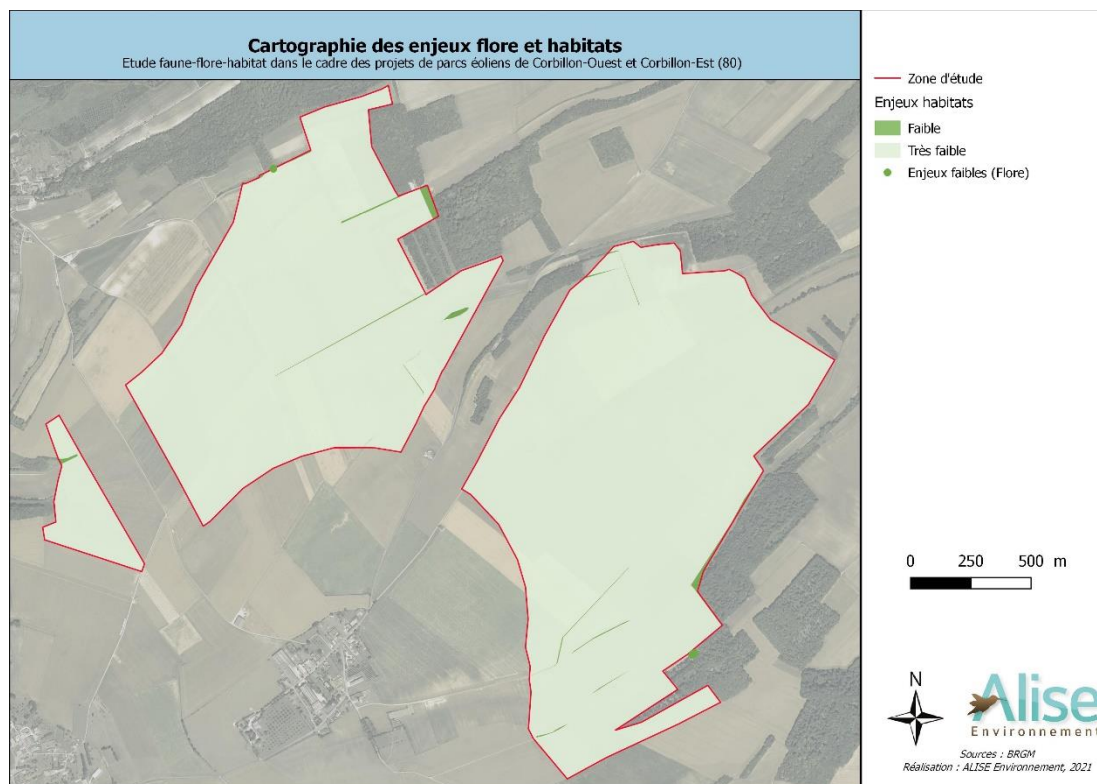 Cartographie des enjeux flore et habitats
Etude faune-flore-habitat dans le cadre des projets de parcs éoliens de Corbillon-Ouest et Corbillon-Est (80)
Zone d'étude
Enjeux habitats
Faible
Très faible
Enjeux faibles (Flore)
0 250 500 m
N
Alise
Environnement
Sources : BRGM
Réalisation : ALISE Environnement, 2021